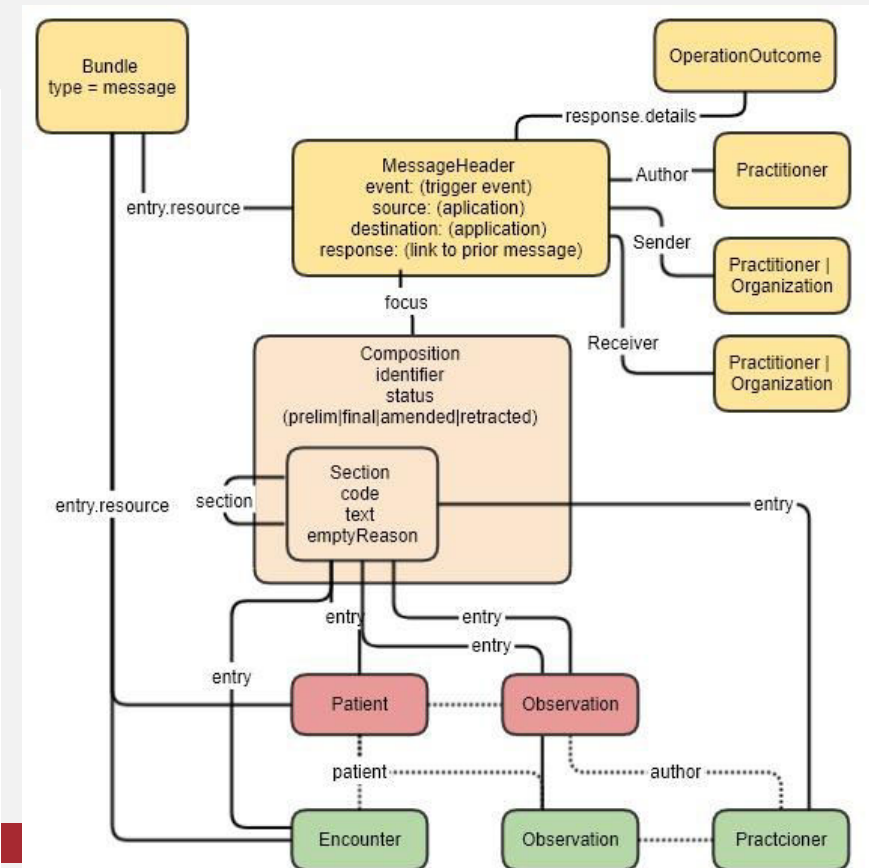 Bundle
type = message
OperationOutcome
response.details
MessageHeader
event: (trigger event)
source: (aplication)
destination: (application)
response: (link to prior message)
Author
Practitioner
entry.resource
Sender
Practitioner |
Organization
focus
Receiver
Practitioner |
Organization
Composition
identifier
status
(prelim|final|amended|retracted)
Section
code
text
emptyReason
section
entry.resource
entry
entry
entry
entry
entry
Patient
Observation
patient
author
Encounter
Observation
Practcioner